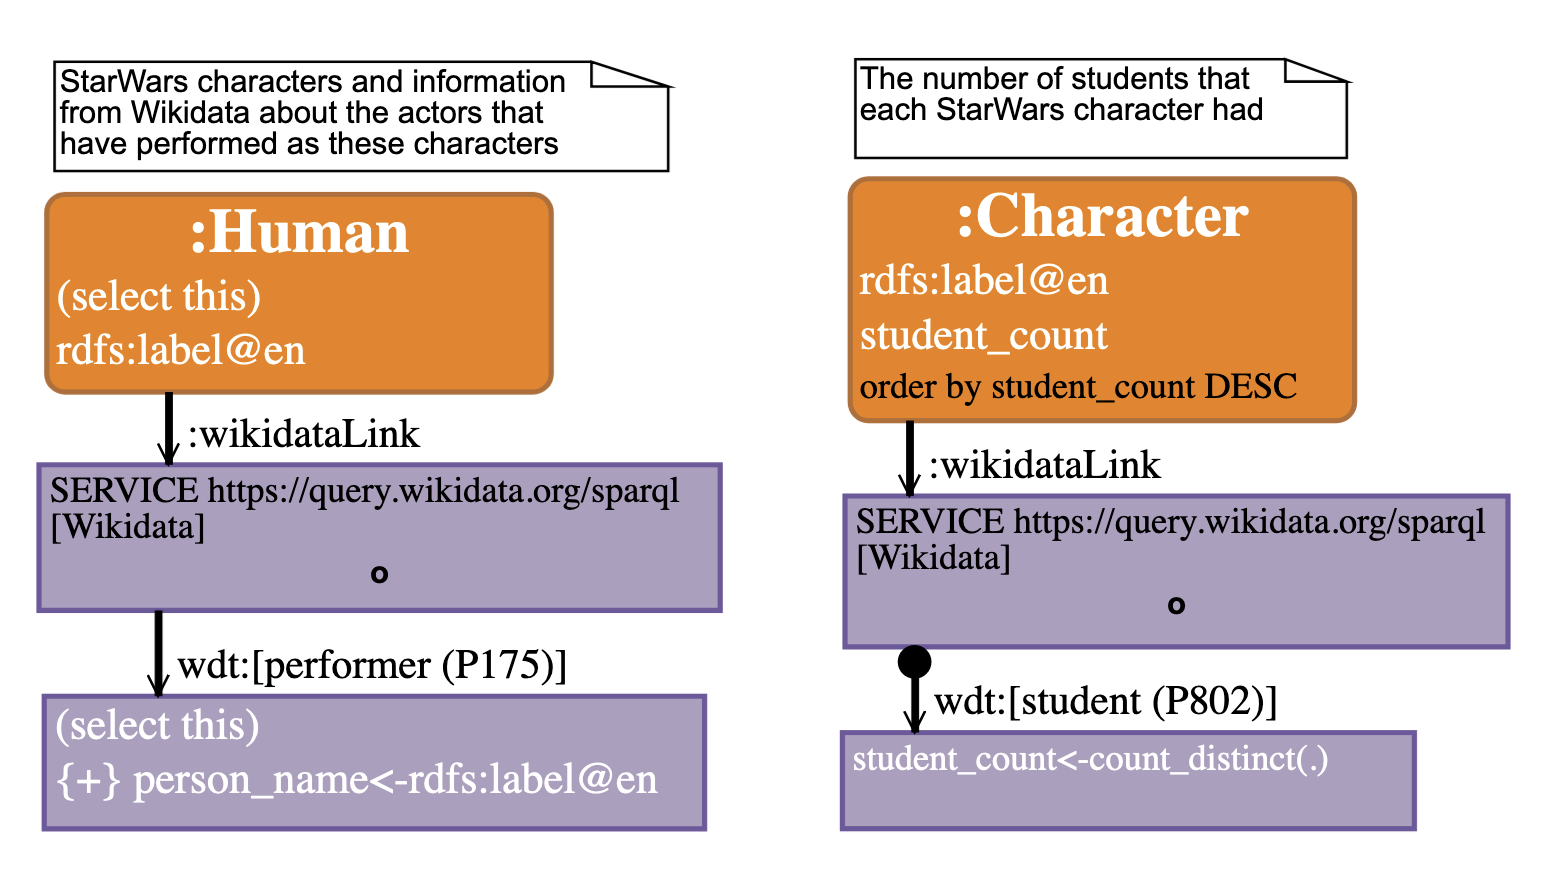 StarWars characters and information
from Wikidata about the actors that
have performed as these characters
:Human
(select this)
rdfs:label@en
:wikidataLink
SERVICE https://query.wikidata.org/sparql
[Wikidata]
o
wdt:[performer (P175)]
(select this)
{+} person_name<-rdfs:label@en
The number of students that
each StarWars character had
:Character
rdfs:label@en
student_count
order by student_count DESC
:wikidataLink
SERVICE https://query.wikidata.org/sparql
[Wikidata]
o
wdt:[student (P802)]
student_count<-count_distinct(.)